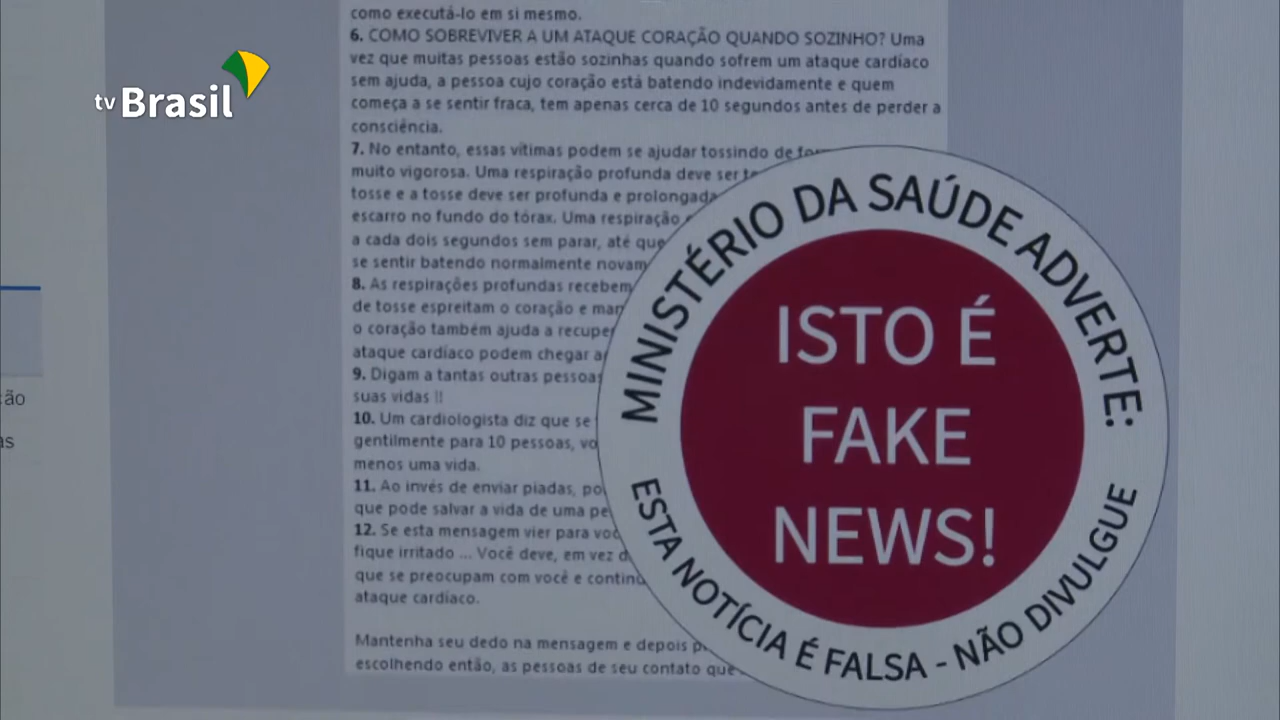 tv Brasil
como executá-lo em si mesmo.
6. COMO SOBREVIVER A UM ATAQUE CORAÇÃO QUANDO SOZINHO? Uma
vez que muitas pessoas estão sozinhas quando sofrem um ataque cardíaco
sem ajuda, a pessoa cujo coração está batendo indevidamente e quem
começa a se sentir fraca, tem apenas cerca de 10 segundos antes de perder a
consciência.
7. No entanto, essas vítimas podem se ajudar tossindo de
muito vigorosa. Uma respiração profunda deve ser
tosse e a tosse deve ser profunda e prolongada
escarro no fundo do tórax. Uma respiração
a cada dois segundos sem parar, até que
se sentir batendo normalmente
8. As respirações profundas recebem
de tosse espreitam o coração e
o coração também ajuda a
ataque cardíaco podem chegar
9. Digam a tantas outras pessoas
suas vidas !!
10. Um cardiologista diz que se
gentilmente para 10 pessoas,
menos uma vida.
11. Ao invés de enviar piadas,
que pode salvar a vida de uma
12. Se esta mensagem vier para
fique irritado ... Você deve, em vez
que se preocupam com você e
ataque cardíaco.
Mantenha seu dedo na mensagem e depois
escolhendo então, as pessoas de seu contato que
MINISTÉRIO DA SAÚDE ADVERTE:
ISTO É
FAKE
NEWS!
ESTA NOTÍCIA É FALSA - NÃO DIVULGUE
ção
as